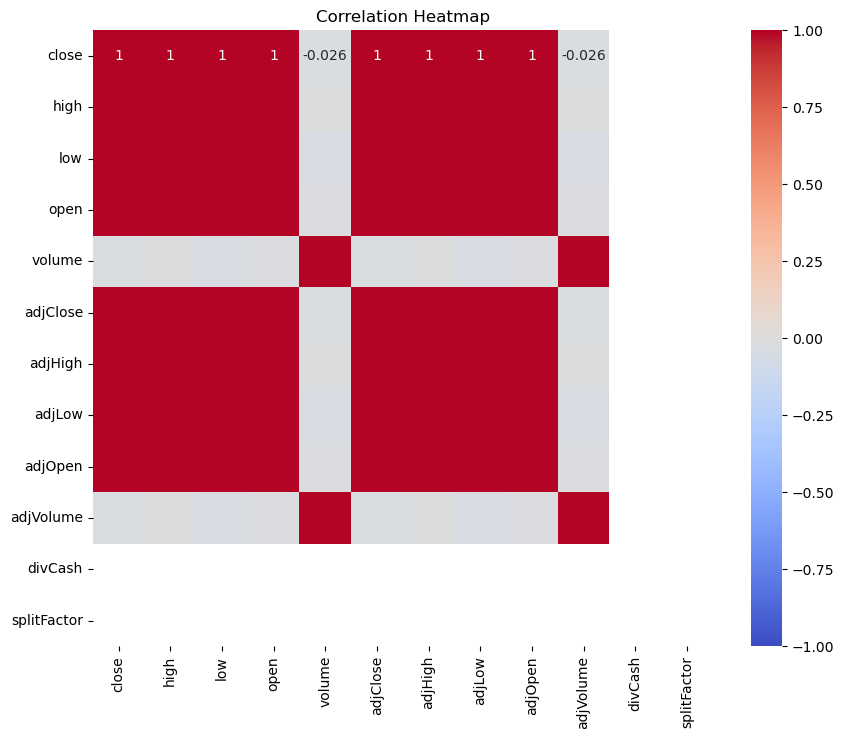 Correlation Heatmap
close 1 1 1 1 -0.026 1 1 1 1 -0.026
high
low
open
volume
adjClose
adjHigh
adjLow
adjOpen
adjVolume
divCash
splitFactor
close
high
low
open
volume
adjClose
adjHigh
adjLow
adjOpen
adjVolume
divCash
splitFactor
1.00
0.75
0.50
0.25
0.00
−0.25
−0.50
−0.75
−1.00